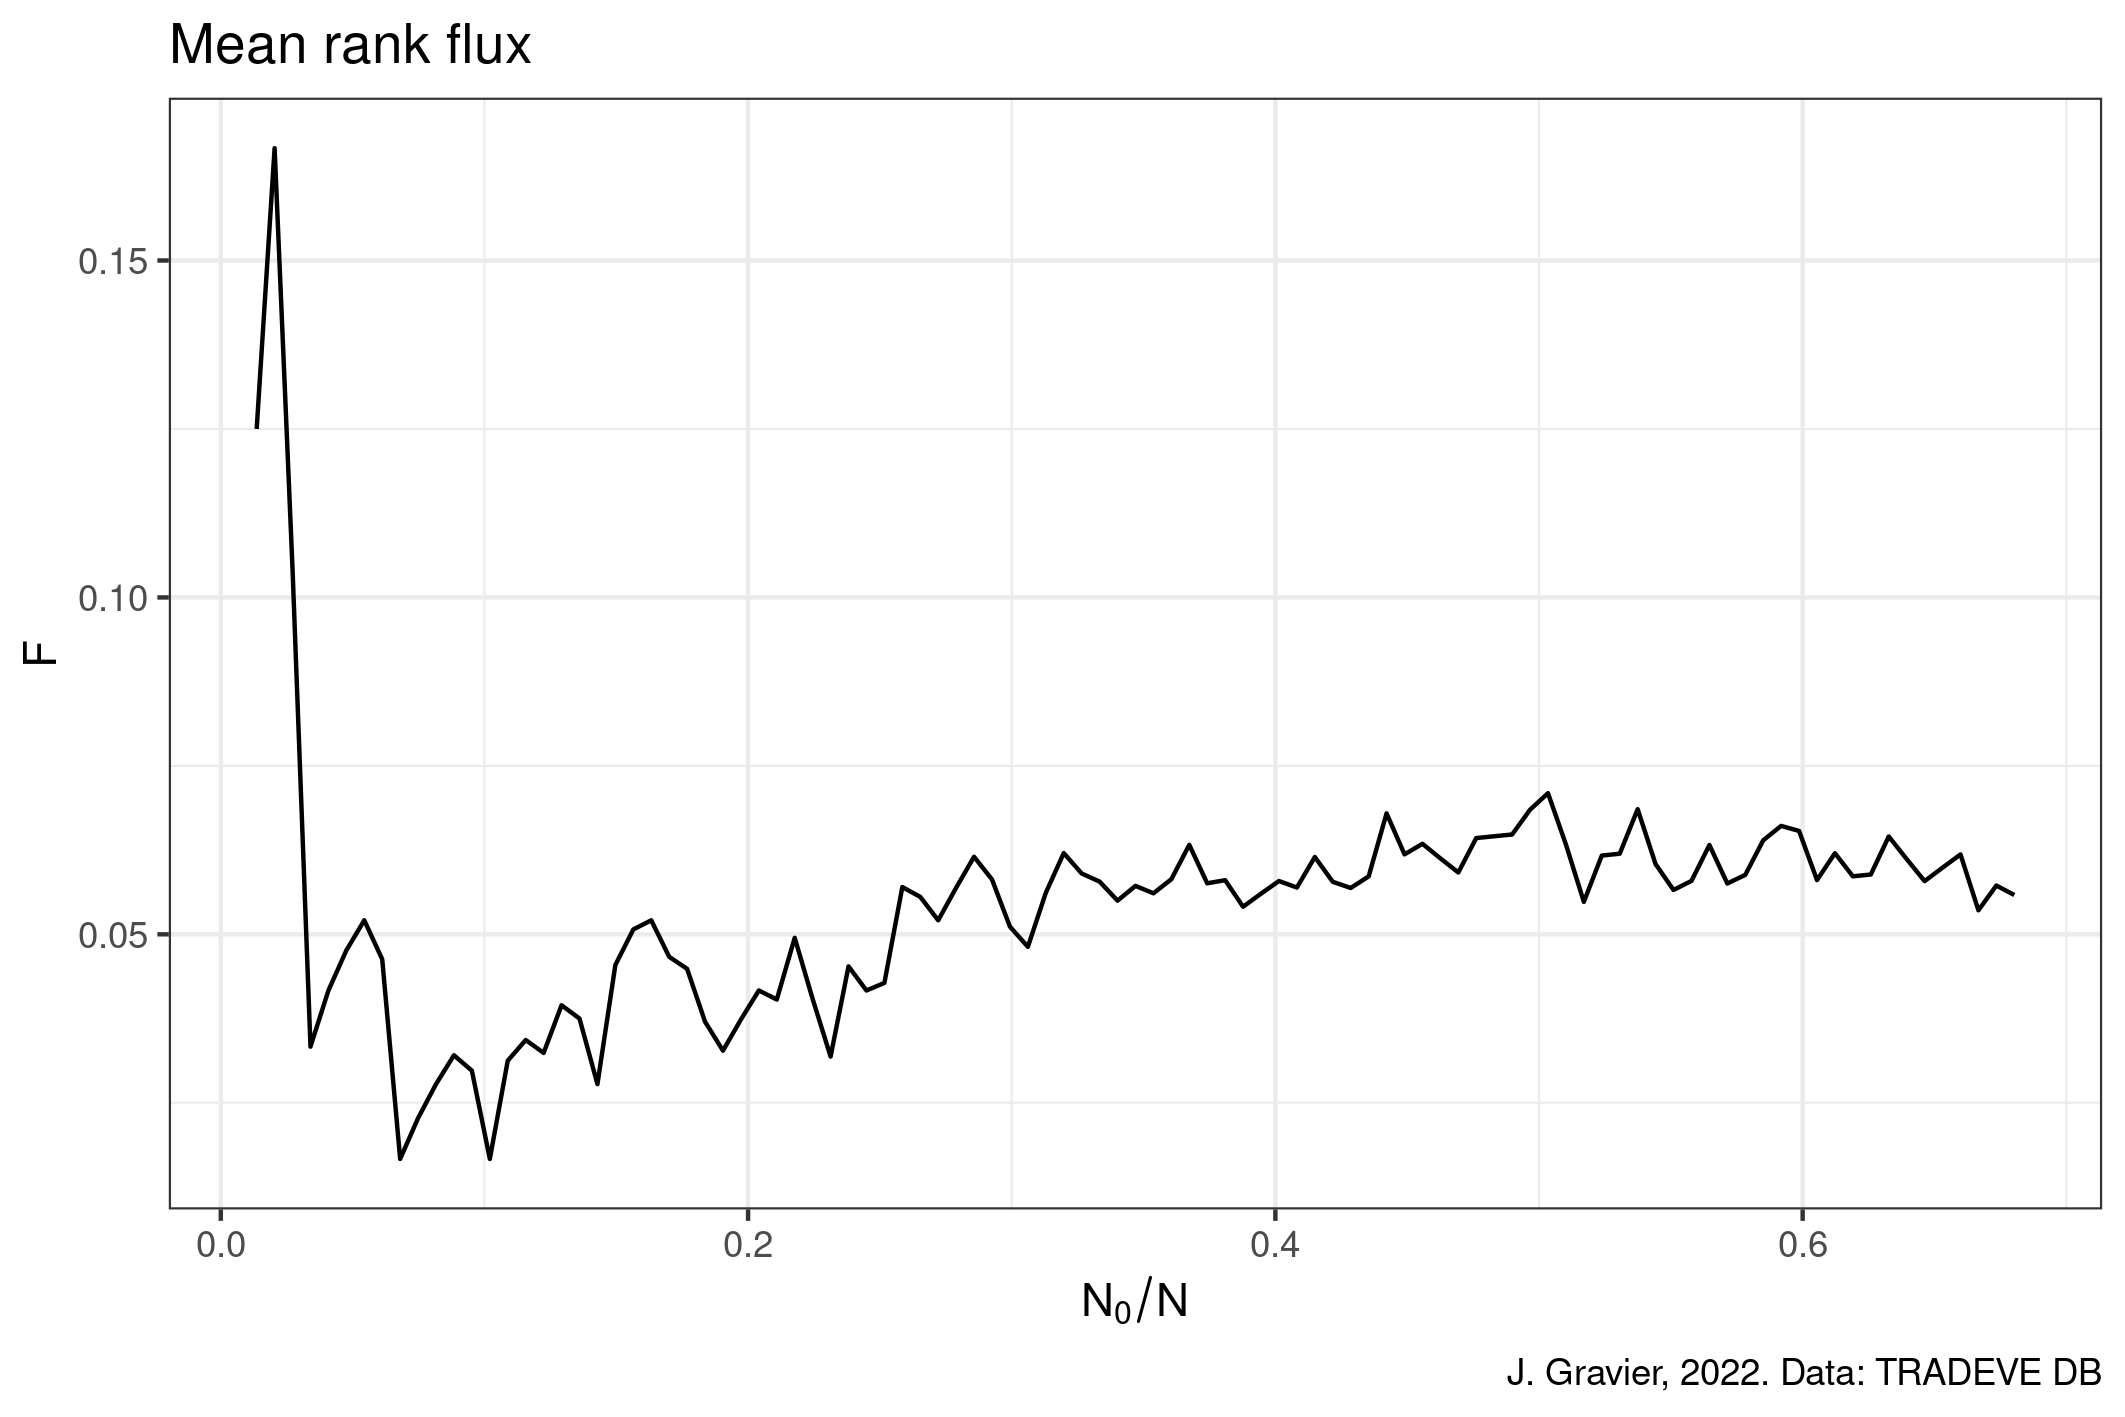 Mean rank flux
0.15
0.10
0.05
F
0.0 0.2 0.4 0.6
N₀/N
J. Gravier, 2022. Data: TRADEVE DB